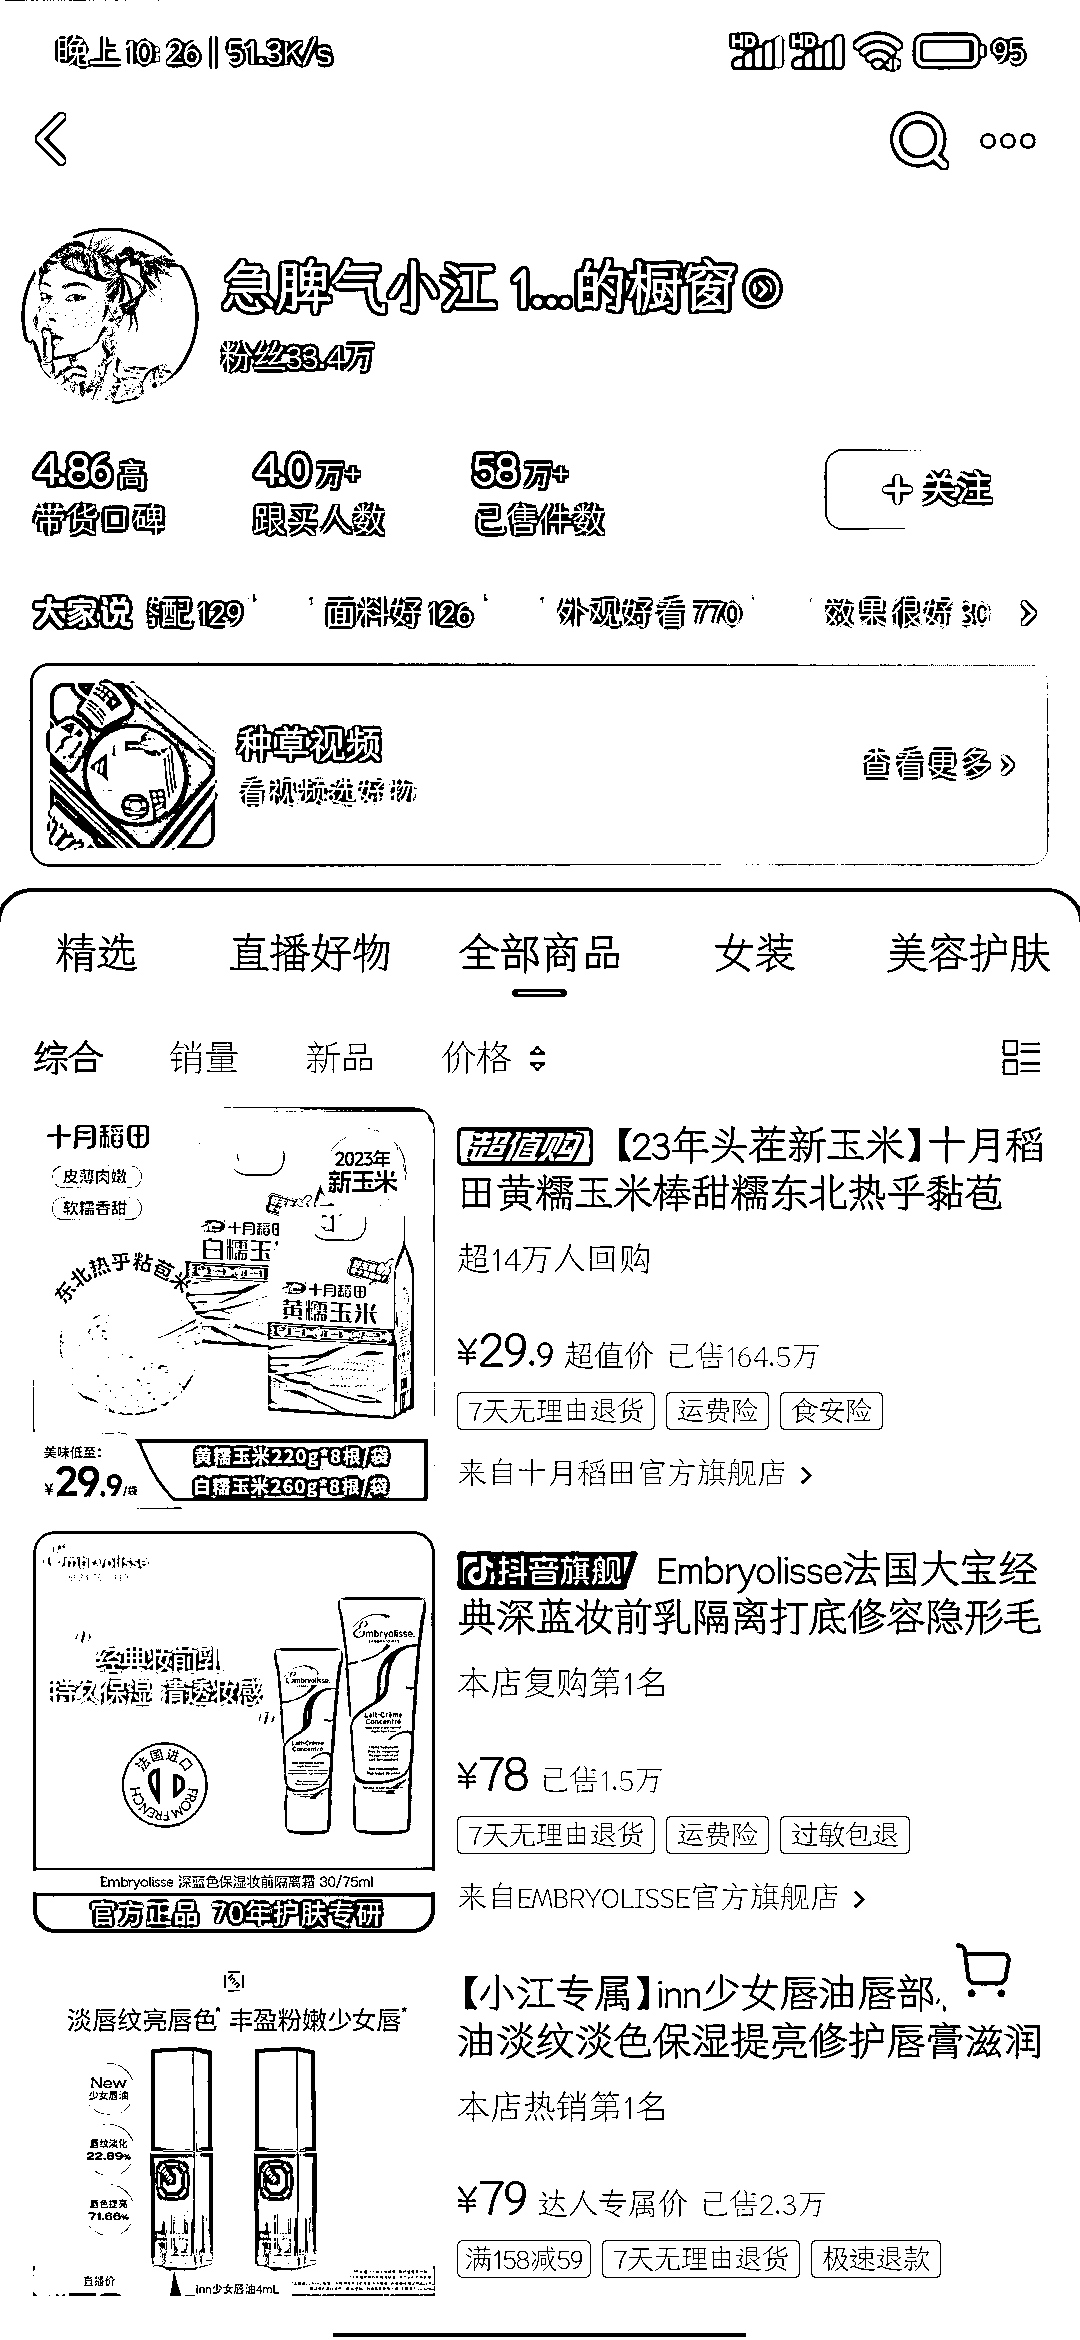 晚上10:26 | 51.3K/s
HD HD 95
急脾气小江 1...的橱窗
粉丝33.4万
4.86高 4.0万+ 58万+
带货口碑 跟买人数 已售件数
+ 关注
大家说 搭配129 面料好126 外观好看770 效果很好
种草视频
看视频选好物
查看更多
精选 直播好物 全部商品 女装 美容护肤
综合 销量 新品 价格
十月稻田
皮薄肉嫩
软糯香甜
2023年
新玉米
东北热乎粘苞米
十月稻田
白糯玉
十月稻田
黄糯玉米
美味低至:
¥29.9/袋
黄糯玉米220g*8根/袋
白糯玉米260g*8根/袋
超值购【23年头茬新玉米】十月稻
田黄糯玉米棒甜糯东北热乎黏苞
超14万人回购
¥29.9 超值价 已售164.5万
7天无理由退货 运费险 食安险
来自十月稻田官方旗舰店
Embryolisse
经典妆前乳
持久保湿 清透妆感
法国进口
FROM FRENCH
Embryolisse
Lait-Crème
Concentré
Embryolisse
Lait-Crème
Concentré
Embryolisse 深蓝色保湿妆前隔离霜 30/75ml
官方正品 70年护肤专研
抖音旗舰 Embryolisse法国大宝经
典深蓝妆前乳隔离打底修容隐形毛
本店复购第1名
¥78 已售1.5万
7天无理由退货 运费险 过敏包退
来自EMBRYOLISSE官方旗舰店
淡唇纹亮唇色* 丰盈粉嫩少女唇*
New
少女唇油
唇纹淡化
22.89%
唇色提亮
71.66%
直播价
inn少女唇油4mL
【小江专属】inn少女唇油唇部
油淡纹淡色保湿提亮修护唇膏滋润
本店热销第1名
¥79 达人专属价 已售2.3万
满158减59 7天无理由退货 极速退款